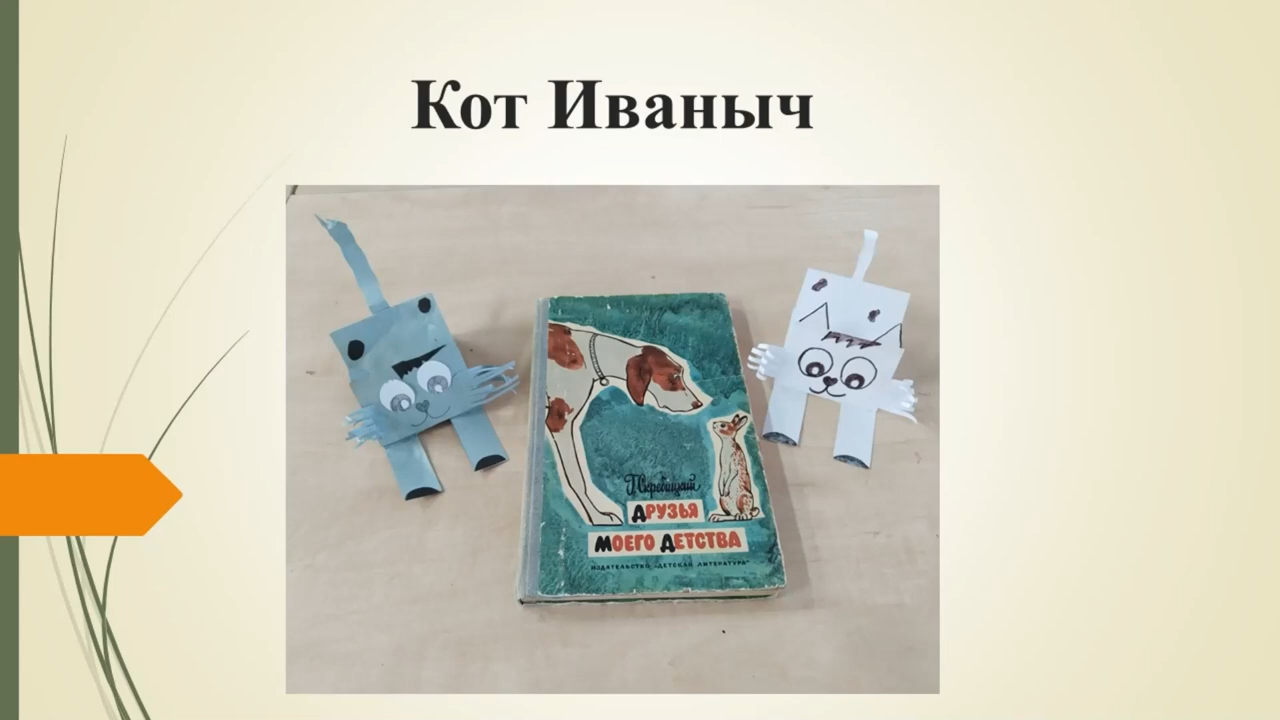 Кот Иваныч
Г. Скребицкий
ДРУЗЬЯ
МОЕГО ДЕТСТВА
ИЗДАТЕЛЬСТВО «ДЕТСКАЯ ЛИТЕРАТУРА»